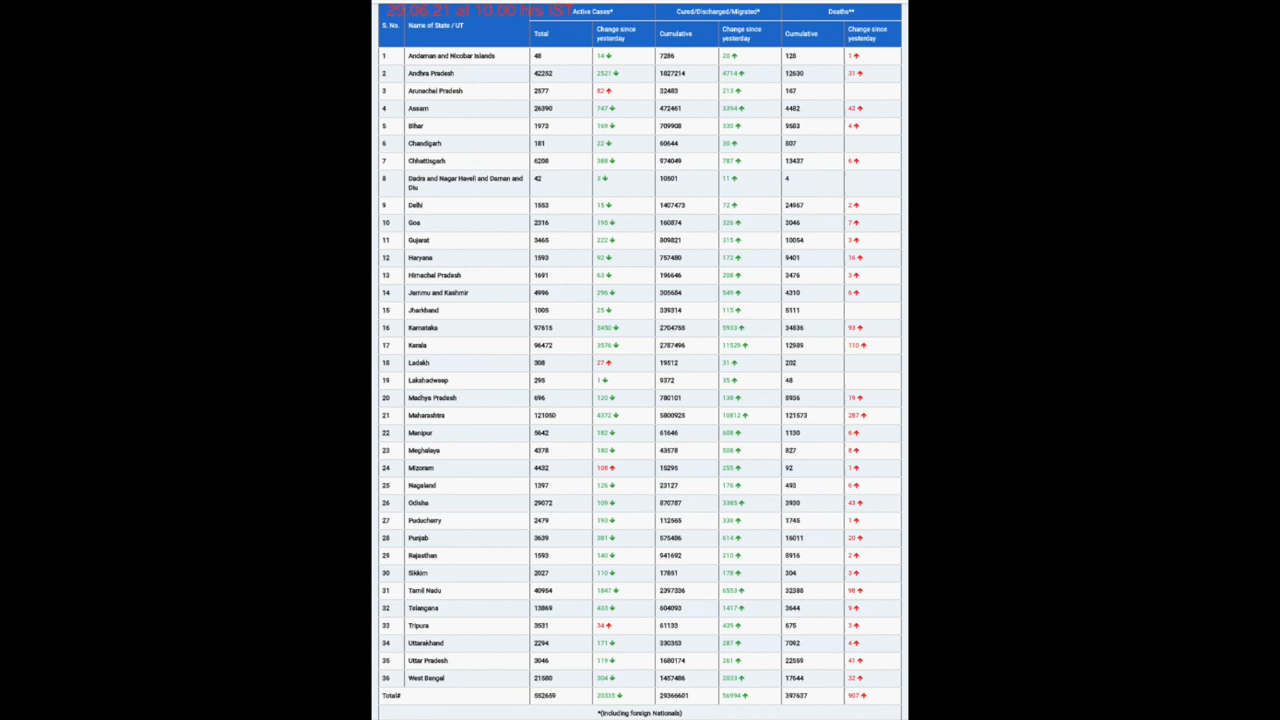 29.06.21 at 10.00 hrs IST
S. No. Name of State / UT Active Cases* Cured/Discharged/Migrated* Deaths**
Total Change since yesterday Cumulative Change since yesterday Cumulative Change since yesterday
1 Andaman and Nicobar Islands 48 14 ↓ 7286 20 ↑ 128 1 ↑
2 Andhra Pradesh 42252 2521 ↓ 1827214 4714 ↑ 12630 31 ↑
3 Arunachal Pradesh 2577 82 ↑ 32483 213 ↑ 167
4 Assam 26390 747 ↓ 472461 3394 ↑ 4482 42 ↑
5 Bihar 1973 169 ↓ 709908 330 ↑ 9583 4 ↑
6 Chandigarh 181 22 ↓ 60644 30 ↑ 807
7 Chhattisgarh 6208 388 ↓ 974049 787 ↑ 13437 6 ↑
8 Dadra and Nagar Haveli and Daman and Diu 42 3 ↓ 10501 11 ↑ 4
9 Delhi 1553 15 ↓ 1407473 72 ↑ 24967 2 ↑
10 Goa 2316 195 ↓ 160874 326 ↑ 3046 7 ↑
11 Gujarat 3465 222 ↓ 809821 315 ↑ 10054 3 ↑
12 Haryana 1593 92 ↓ 757480 172 ↑ 9401 16 ↑
13 Himachal Pradesh 1691 63 ↓ 196646 208 ↑ 3476 3 ↑
14 Jammu and Kashmir 4996 296 ↓ 305684 549 ↑ 4310 6 ↑
15 Jharkhand 1005 25 ↓ 339314 115 ↑ 5111
16 Karnataka 97615 3450 ↓ 2704755 5933 ↑ 34836 93 ↑
17 Kerala 96472 3576 ↓ 2787496 11529 ↑ 12989 110 ↑
18 Ladakh 308 27 ↑ 19512 31 ↑ 202
19 Lakshadweep 295 1 ↓ 9372 35 ↑ 48
20 Madhya Pradesh 696 120 ↓ 780101 138 ↑ 8936 19 ↑
21 Maharashtra 121050 4372 ↓ 5800925 10812 ↑ 121573 287 ↑
22 Manipur 5642 182 ↓ 61646 608 ↑ 1130 6 ↑
23 Meghalaya 4378 180 ↓ 43578 508 ↑ 827 8 ↑
24 Mizoram 4432 108 ↑ 15295 255 ↑ 92 1 ↑
25 Nagaland 1397 126 ↓ 23127 176 ↑ 493 6 ↑
26 Odisha 29072 109 ↓ 870787 3385 ↑ 3930 43 ↑
27 Puducherry 2479 193 ↓ 112565 336 ↑ 1745 1 ↑
28 Punjab 3639 381 ↓ 575486 614 ↑ 16011 20 ↑
29 Rajasthan 1593 140 ↓ 941692 210 ↑ 8916 2 ↑
30 Sikkim 2027 110 ↓ 17851 178 ↑ 304 3 ↑
31 Tamil Nadu 40954 1847 ↓ 2397336 6553 ↑ 32388 98 ↑
32 Telangana 13869 433 ↓ 604093 1417 ↑ 3644 9 ↑
33 Tripura 3531 34 ↑ 61133 439 ↑ 675 3 ↑
34 Uttarakhand 2294 171 ↓ 330353 287 ↑ 7092 4 ↑
35 Uttar Pradesh 3046 119 ↓ 1680174 261 ↑ 22559 41 ↑
36 West Bengal 21580 304 ↓ 1457486 2033 ↑ 17644 32 ↑
Total# 552659 20335 ↓ 29366601 56994 ↑ 397637 907 ↑
*(Including foreign Nationals)